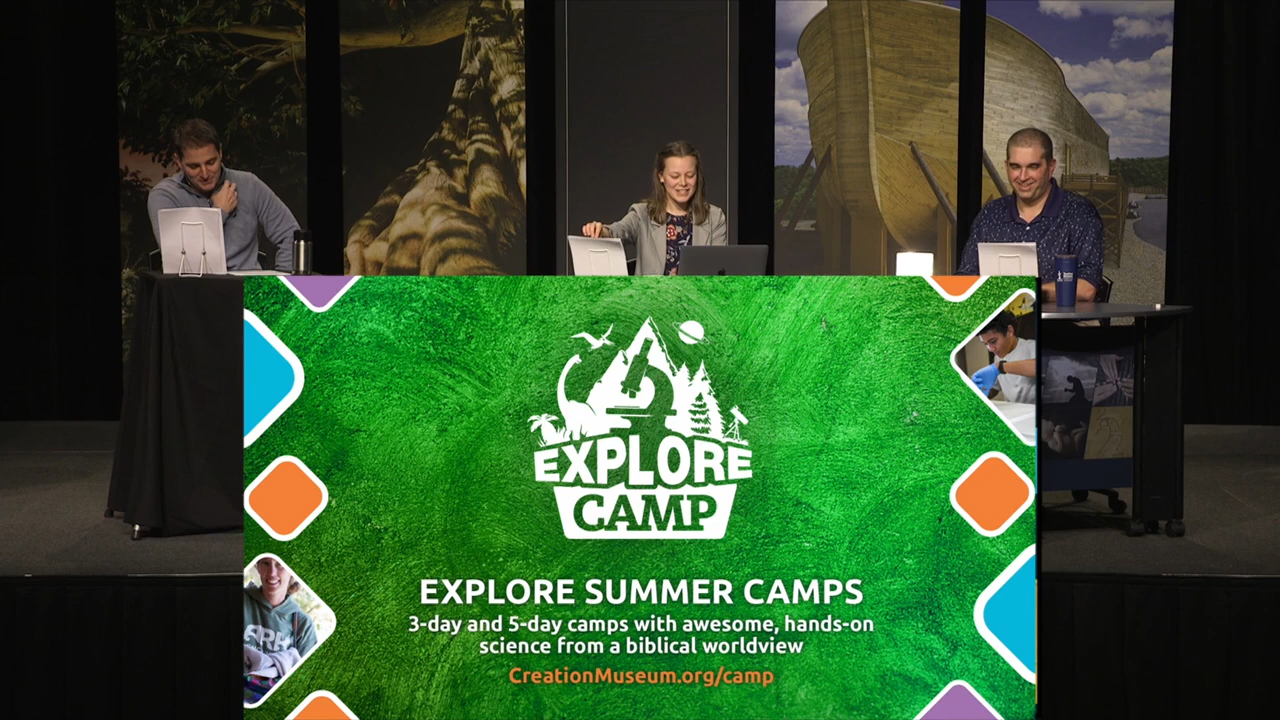 EXPLORE
CAMP
EXPLORE SUMMER CAMPS
3-day and 5-day camps with awesome, hands-on
science from a biblical worldview
CreationMuseum.org/camp